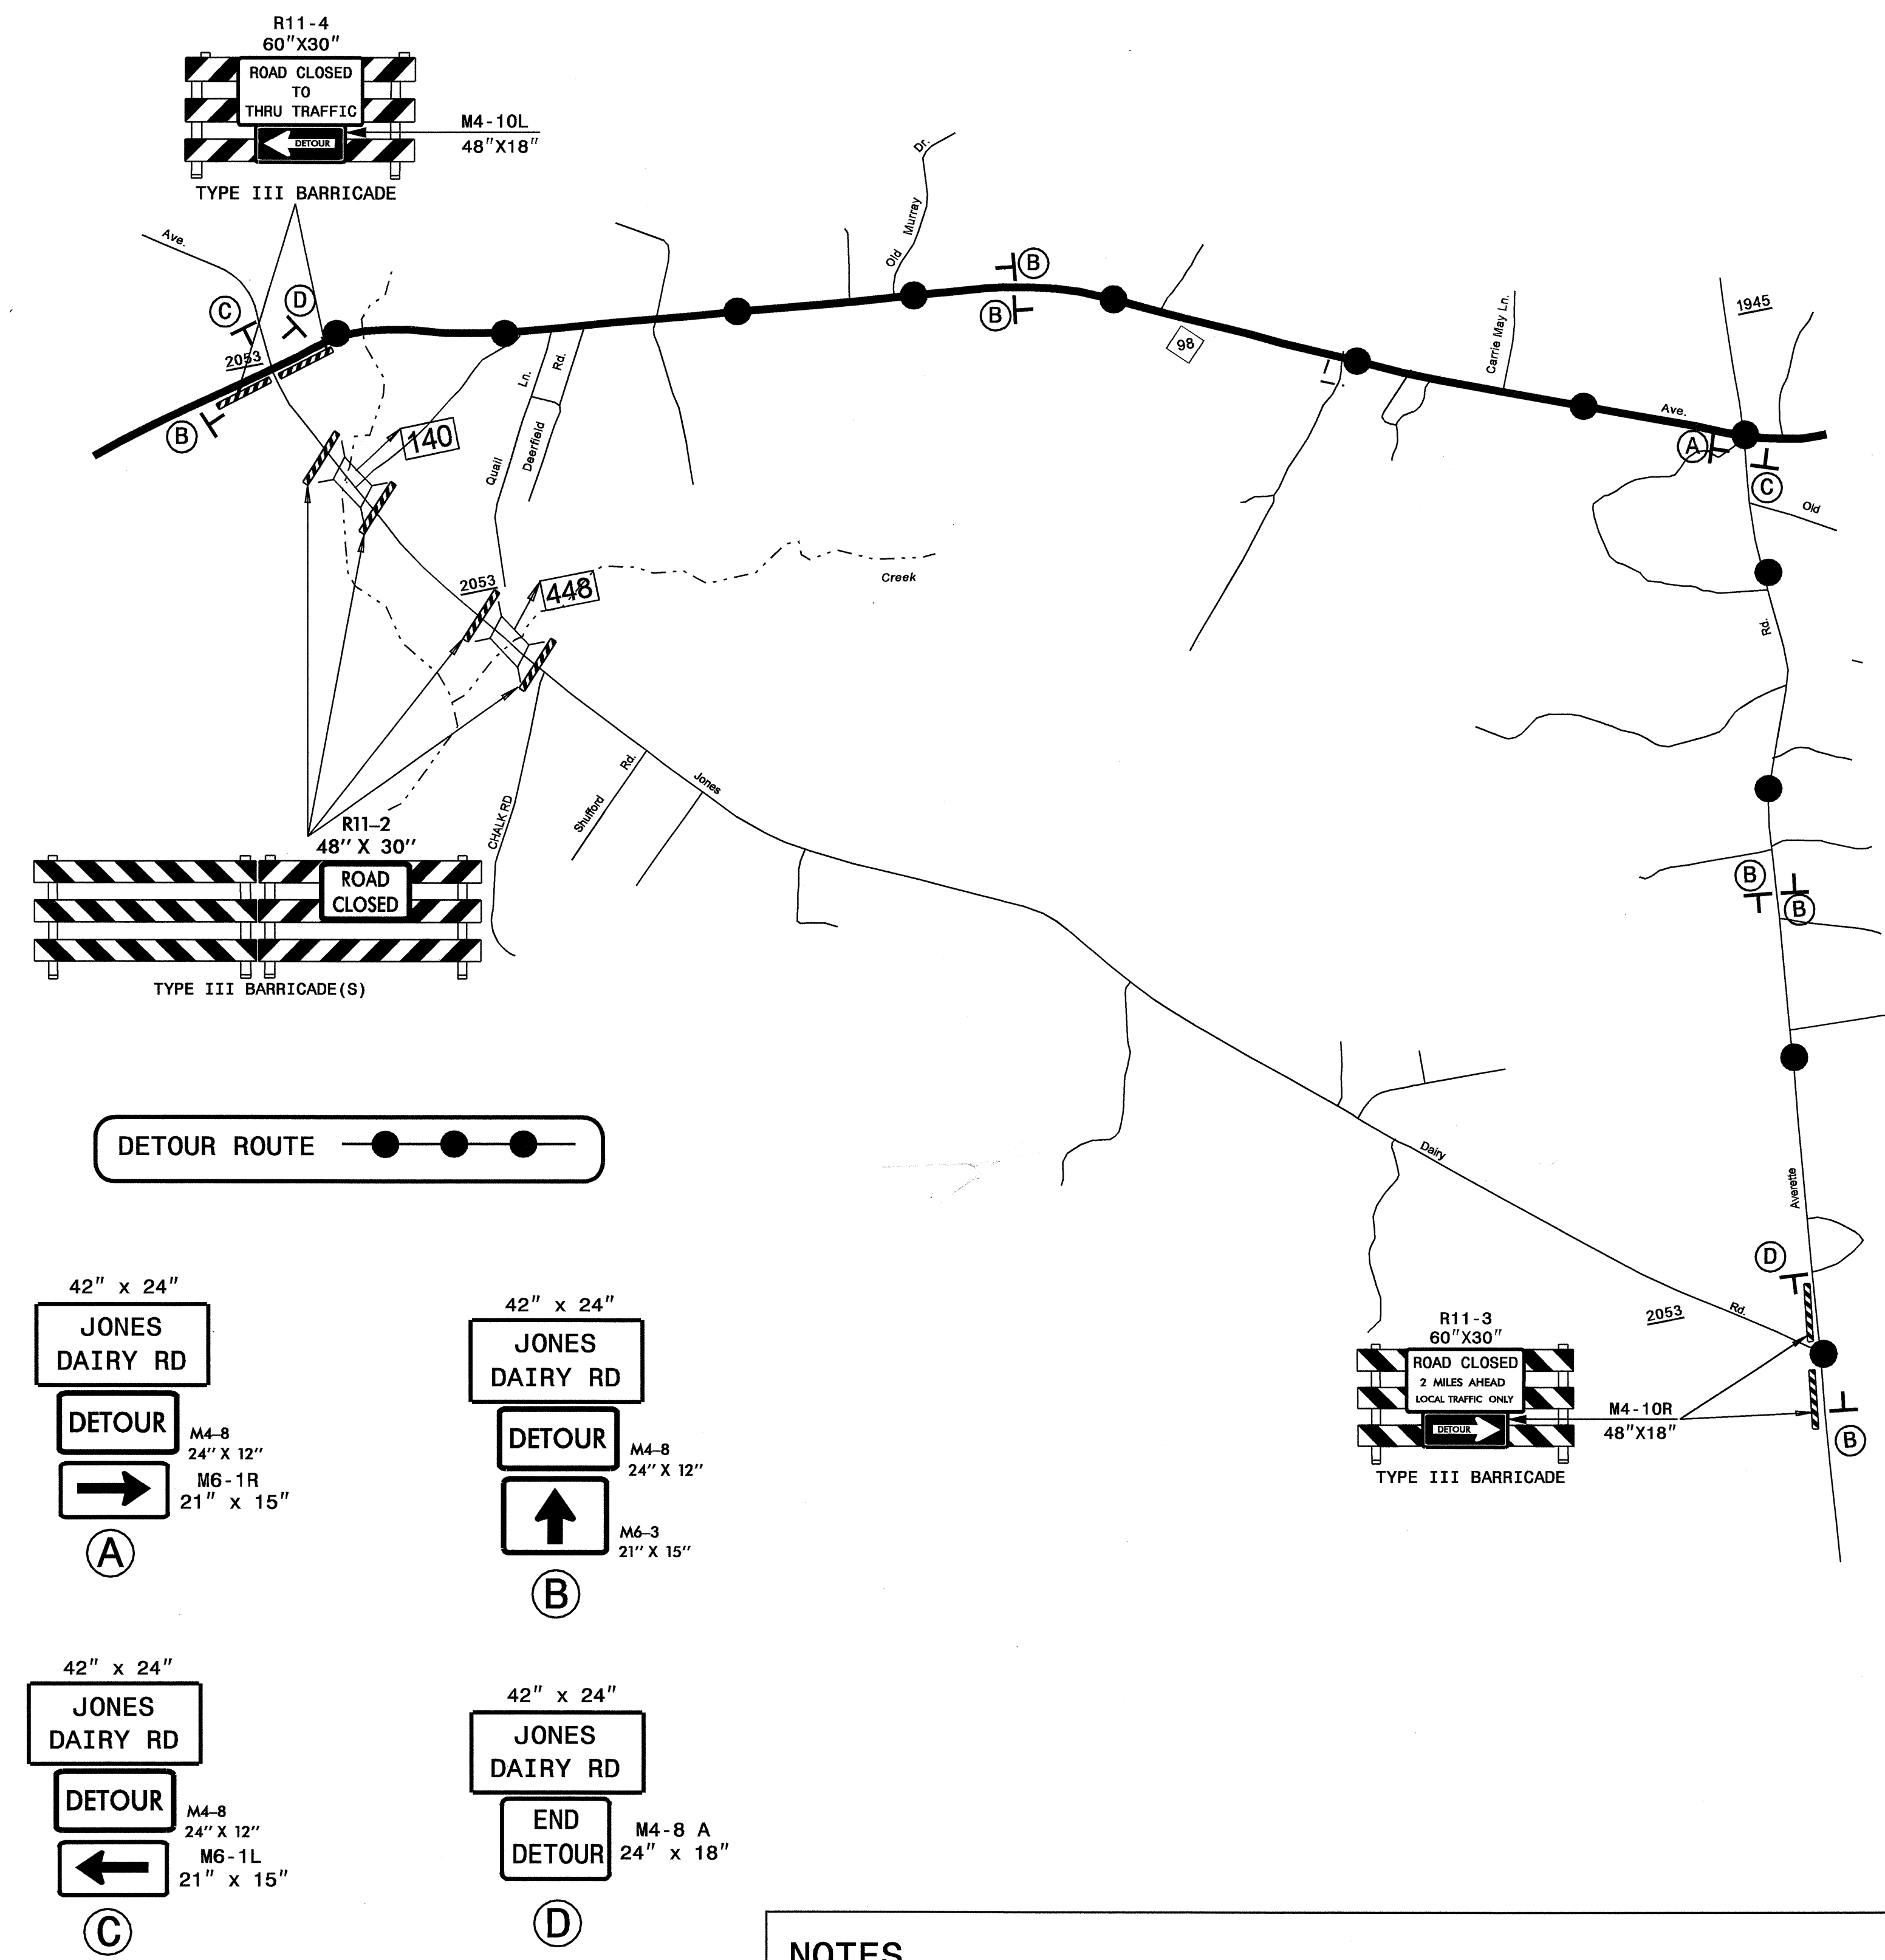 R11-4
60"X30"
ROAD CLOSED
TO
THRU TRAFFIC
DETOUR
M4-10L
48"X18"
TYPE III BARRICADE
Ave.
C
D
2053
B
140
Quail
Ln.
Deerfield
Rd.
Old
Murray
Dr.
B
B
98
Carrie May Ln.
1945
Ave.
A
C
Old
Rd.
Creek
2053
448
R11-2
48" X 30"
ROAD
CLOSED
TYPE III BARRICADE(S)
CHALK RD
Shufford
Rd.
Jones
B
B
DETOUR ROUTE
Dairy
Averette
D
Rd.
2053
R11-3
60"X30"
ROAD CLOSED
2 MILES AHEAD
LOCAL TRAFFIC ONLY
DETOUR
M4-10R
48"X18"
TYPE III BARRICADE
B
42" x 24"
JONES
DAIRY RD
DETOUR
M4-8
24" X 12"
M6-1R
21" x 15"
A
42" x 24"
JONES
DAIRY RD
DETOUR
M4-8
24" X 12"
M6-3
21" X 15"
B
42" x 24"
JONES
DAIRY RD
DETOUR
M4-8
24" X 12"
M6-1L
21" x 15"
C
42" x 24"
JONES
DAIRY RD
END
DETOUR
M4-8 A
24" x 18"
D
NOTES